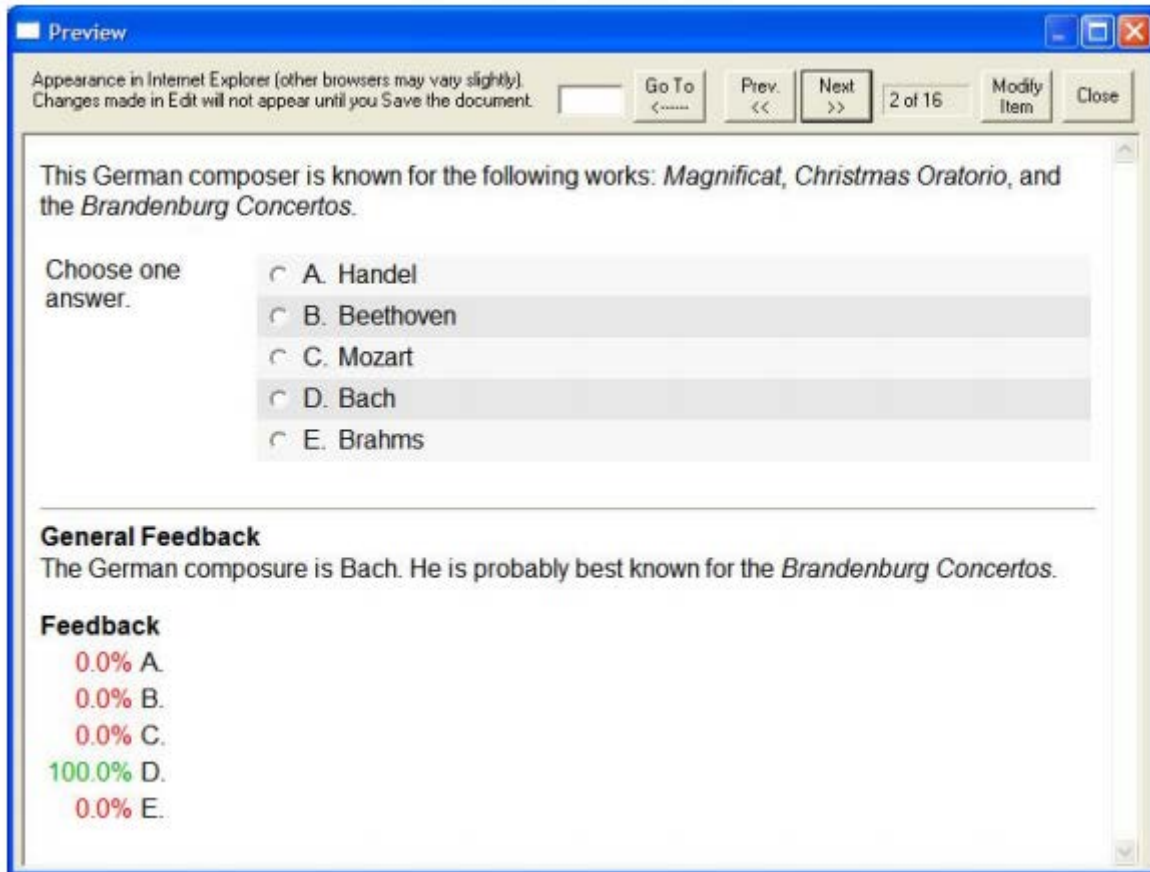 Preview
Appearance in Internet Explorer (other browsers may vary slightly).
Changes made in Edit will not appear until you Save the document.
Go To
<------
Prev.
<<
Next
>>
2 of 16
Modify
Item
Close
This German composer is known for the following works: Magnificat, Christmas Oratorio, and
the Brandenburg Concertos.
Choose one
answer.
A. Handel
B. Beethoven
C. Mozart
D. Bach
E. Brahms
General Feedback
The German composure is Bach. He is probably best known for the Brandenburg Concertos.
Feedback
0.0% A.
0.0% B.
0.0% C.
100.0% D.
0.0% E.